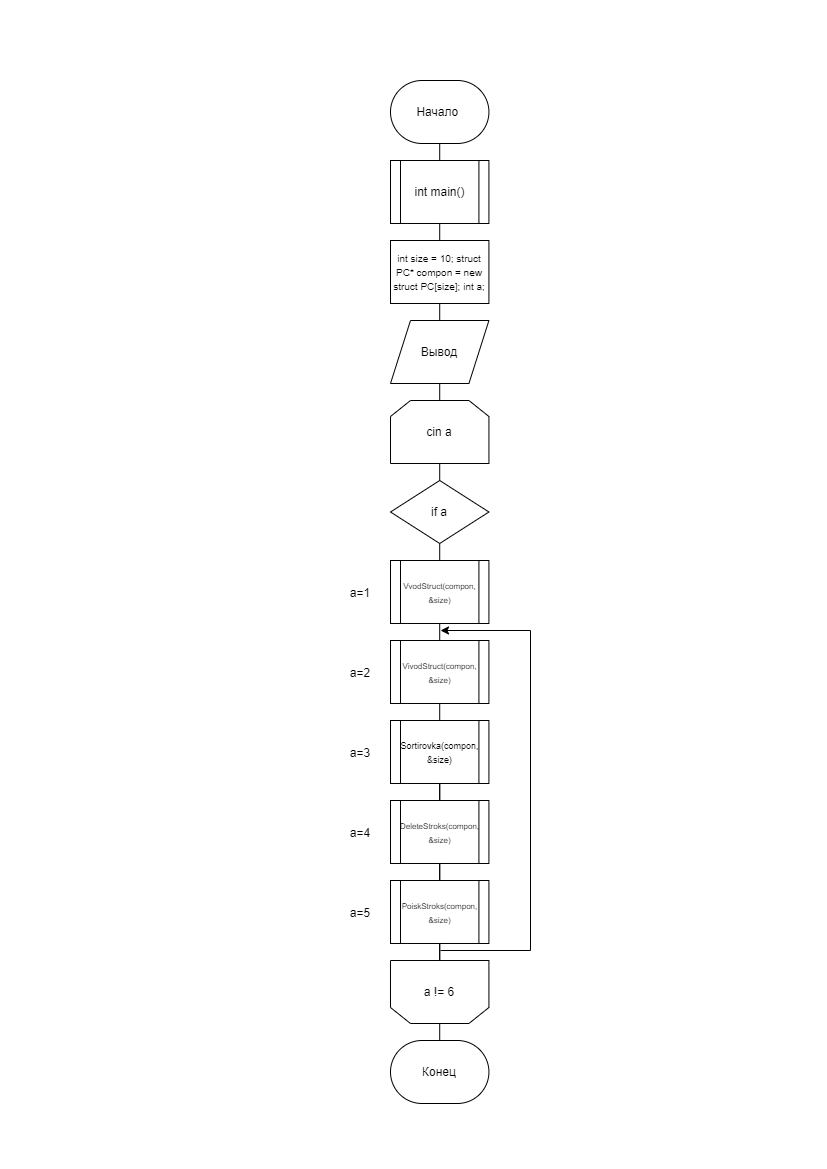 Начало
int main()
int size = 10; struct
PC* compon = new
struct PC[size]; int a;
Вывод
cin a
if a
a=1
VvodStruct(compon,
&size)
a=2
VivodStruct(compon,
&size)
a=3
Sortirovka(compon,
&size)
a=4
DeleteStroks(compon,
&size)
a=5
PoiskStroks(compon,
&size)
a != 6
Конец